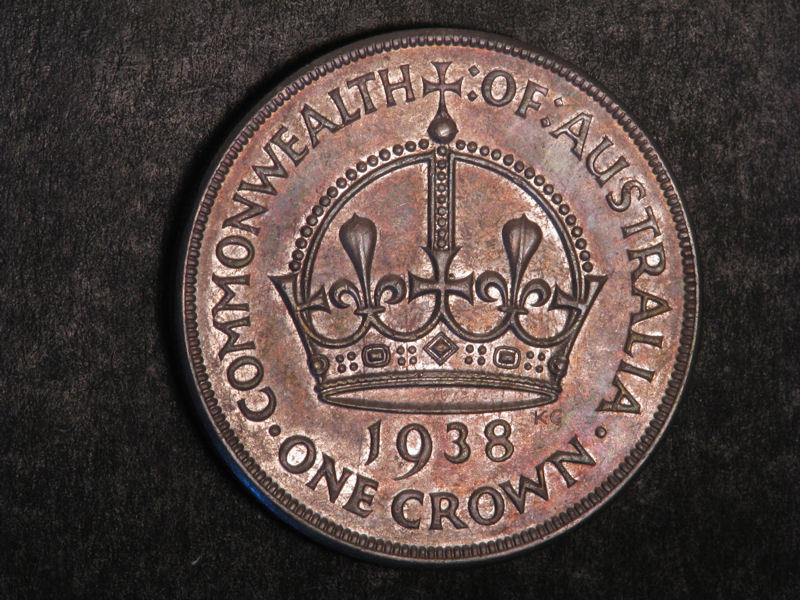 COMMONWEALTH OF AUSTRALIA
KG
1938
ONE CROWN